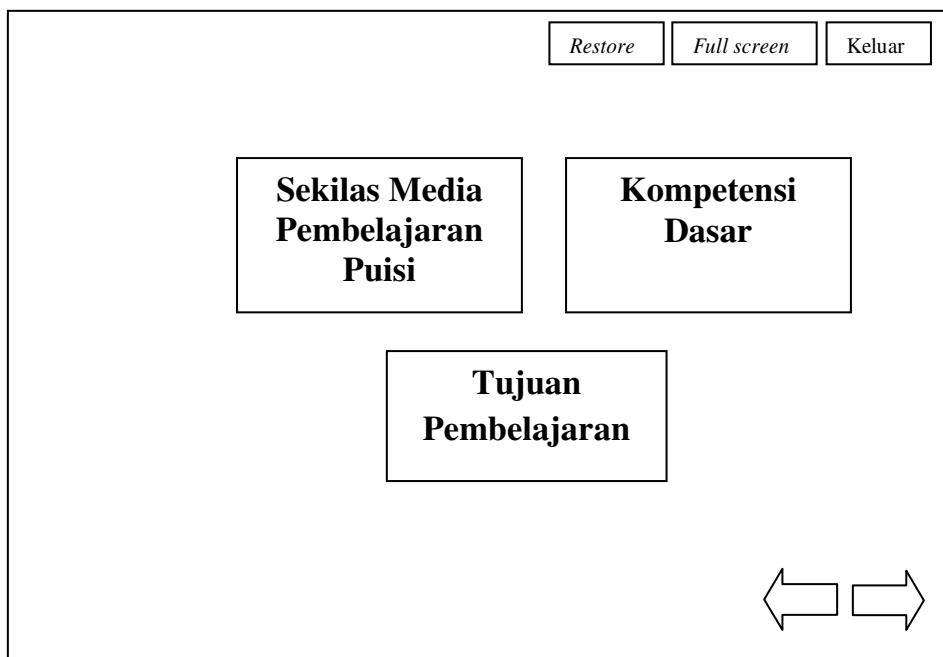 Restore Full screen Keluar
Sekilas Media
Pembelajaran
Puisi
Kompetensi
Dasar
Tujuan
Pembelajaran